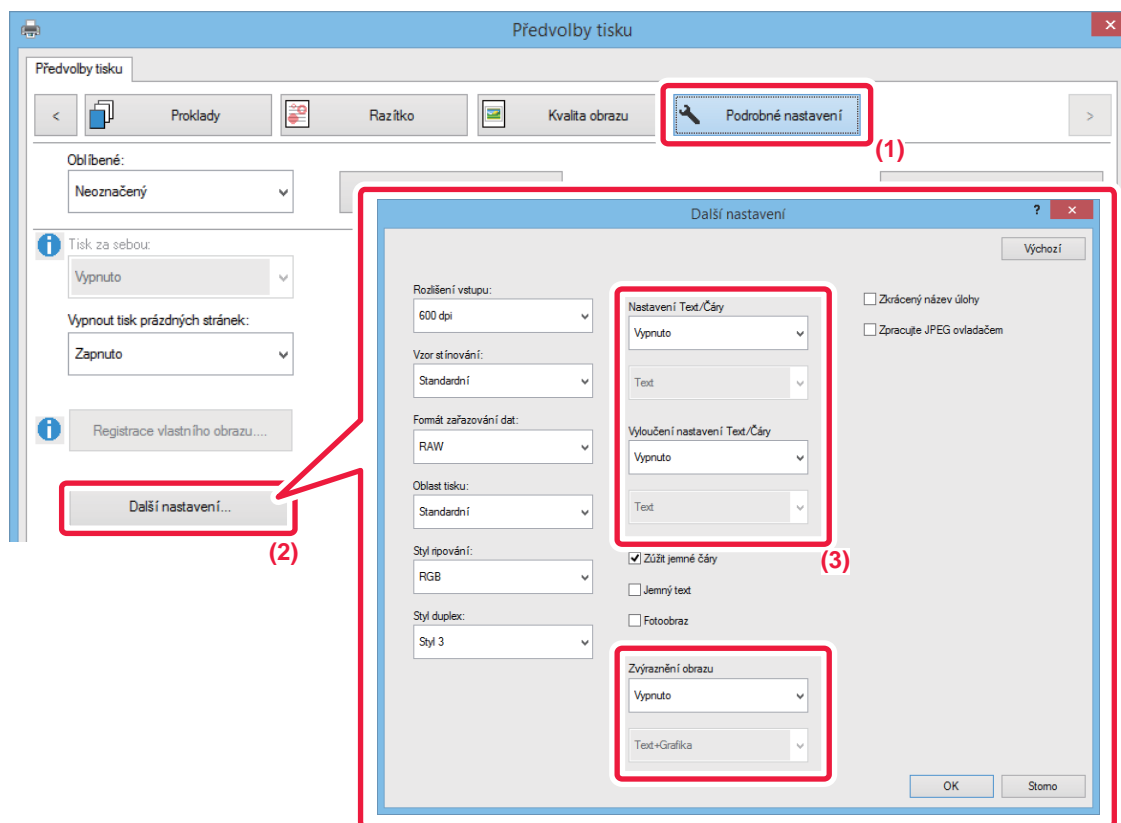 Předvolby tisku
Předvolby tisku
<
Proklady
Razítko
Kvalita obrazu
Podrobné nastavení
>
(1)
Oblíbené:
Neoznačený
Tisk za sebou:
Vypnuto
Vypnout tisk prázdných stránek:
Zapnuto
Registrace vlastního obrazu....
Další nastavení...
(2)
Další nastavení
?
Výchozí
Rozlišení vstupu:
600 dpi
Vzor stínování:
Standardní
Formát zařazování dat:
RAW
Oblast tisku:
Standardní
Styl ripování:
RGB
Styl duplex:
Styl 3
Nastavení Text/Čáry
Vypnuto
Text
Vyloučení nastavení Text/Čáry
Vypnuto
Text
(3)
Zúžit jemné čáry
Jemný text
Fotoobraz
Zvýraznění obrazu
Vypnuto
Text+Grafika
Zkrácený název úlohy
Zpracujte JPEG ovladačem
OK
Storno